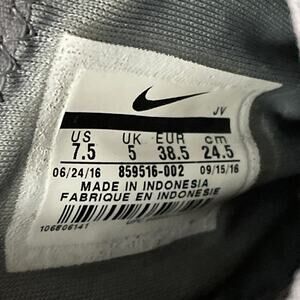 JV
US UK EUR cm
7.5 5 38.5 24.5
06/24/16 859516-002 09/15/16
MADE IN INDONESIA
FABRIQUE EN INDONESIE
106806141